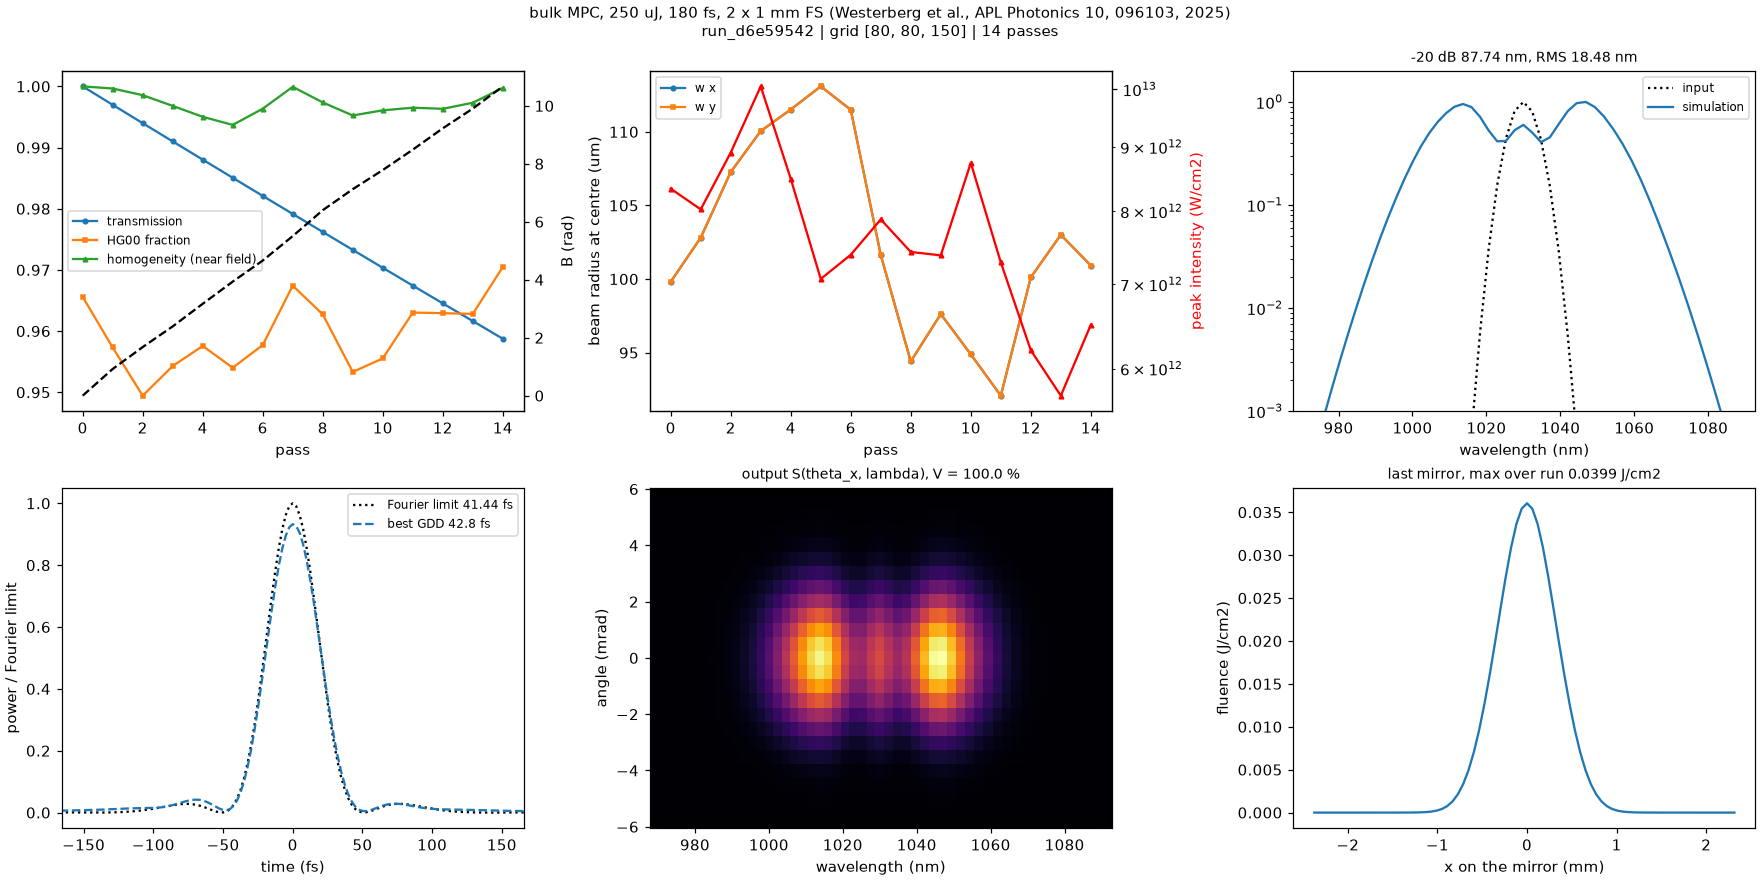 bulk MPC, 250 uJ, 180 fs, 2 x 1 mm FS (Westerberg et al., APL Photonics 10, 096103, 2025)
run_d6e59542 | grid [80, 80, 150] | 14 passes
1.00
0.99
0.98
0.97
0.96
0.95
transmission
HG00 fraction
homogeneity (near field)
10
8
6
4
2
0
B (rad)
0 2 4 6 8 10 12 14
pass
w x
w y
110
105
100
95
beam radius at centre (um)
10^13
9 × 10^12
8 × 10^12
7 × 10^12
6 × 10^12
peak intensity (W/cm2)
0 2 4 6 8 10 12 14
pass
-20 dB 87.74 nm, RMS 18.48 nm
input
simulation
10^0
10^−1
10^−2
10^−3
980 1000 1020 1040 1060 1080
wavelength (nm)
Fourier limit 41.44 fs
best GDD 42.8 fs
1.0
0.8
0.6
0.4
0.2
0.0
power / Fourier limit
−150 −100 −50 0 50 100 150
time (fs)
output S(theta_x, lambda), V = 100.0 %
6
4
2
0
−2
−4
−6
angle (mrad)
980 1000 1020 1040 1060 1080
wavelength (nm)
last mirror, max over run 0.0399 J/cm2
0.035
0.030
0.025
0.020
0.015
0.010
0.005
0.000
fluence (J/cm2)
−2 −1 0 1 2
x on the mirror (mm)